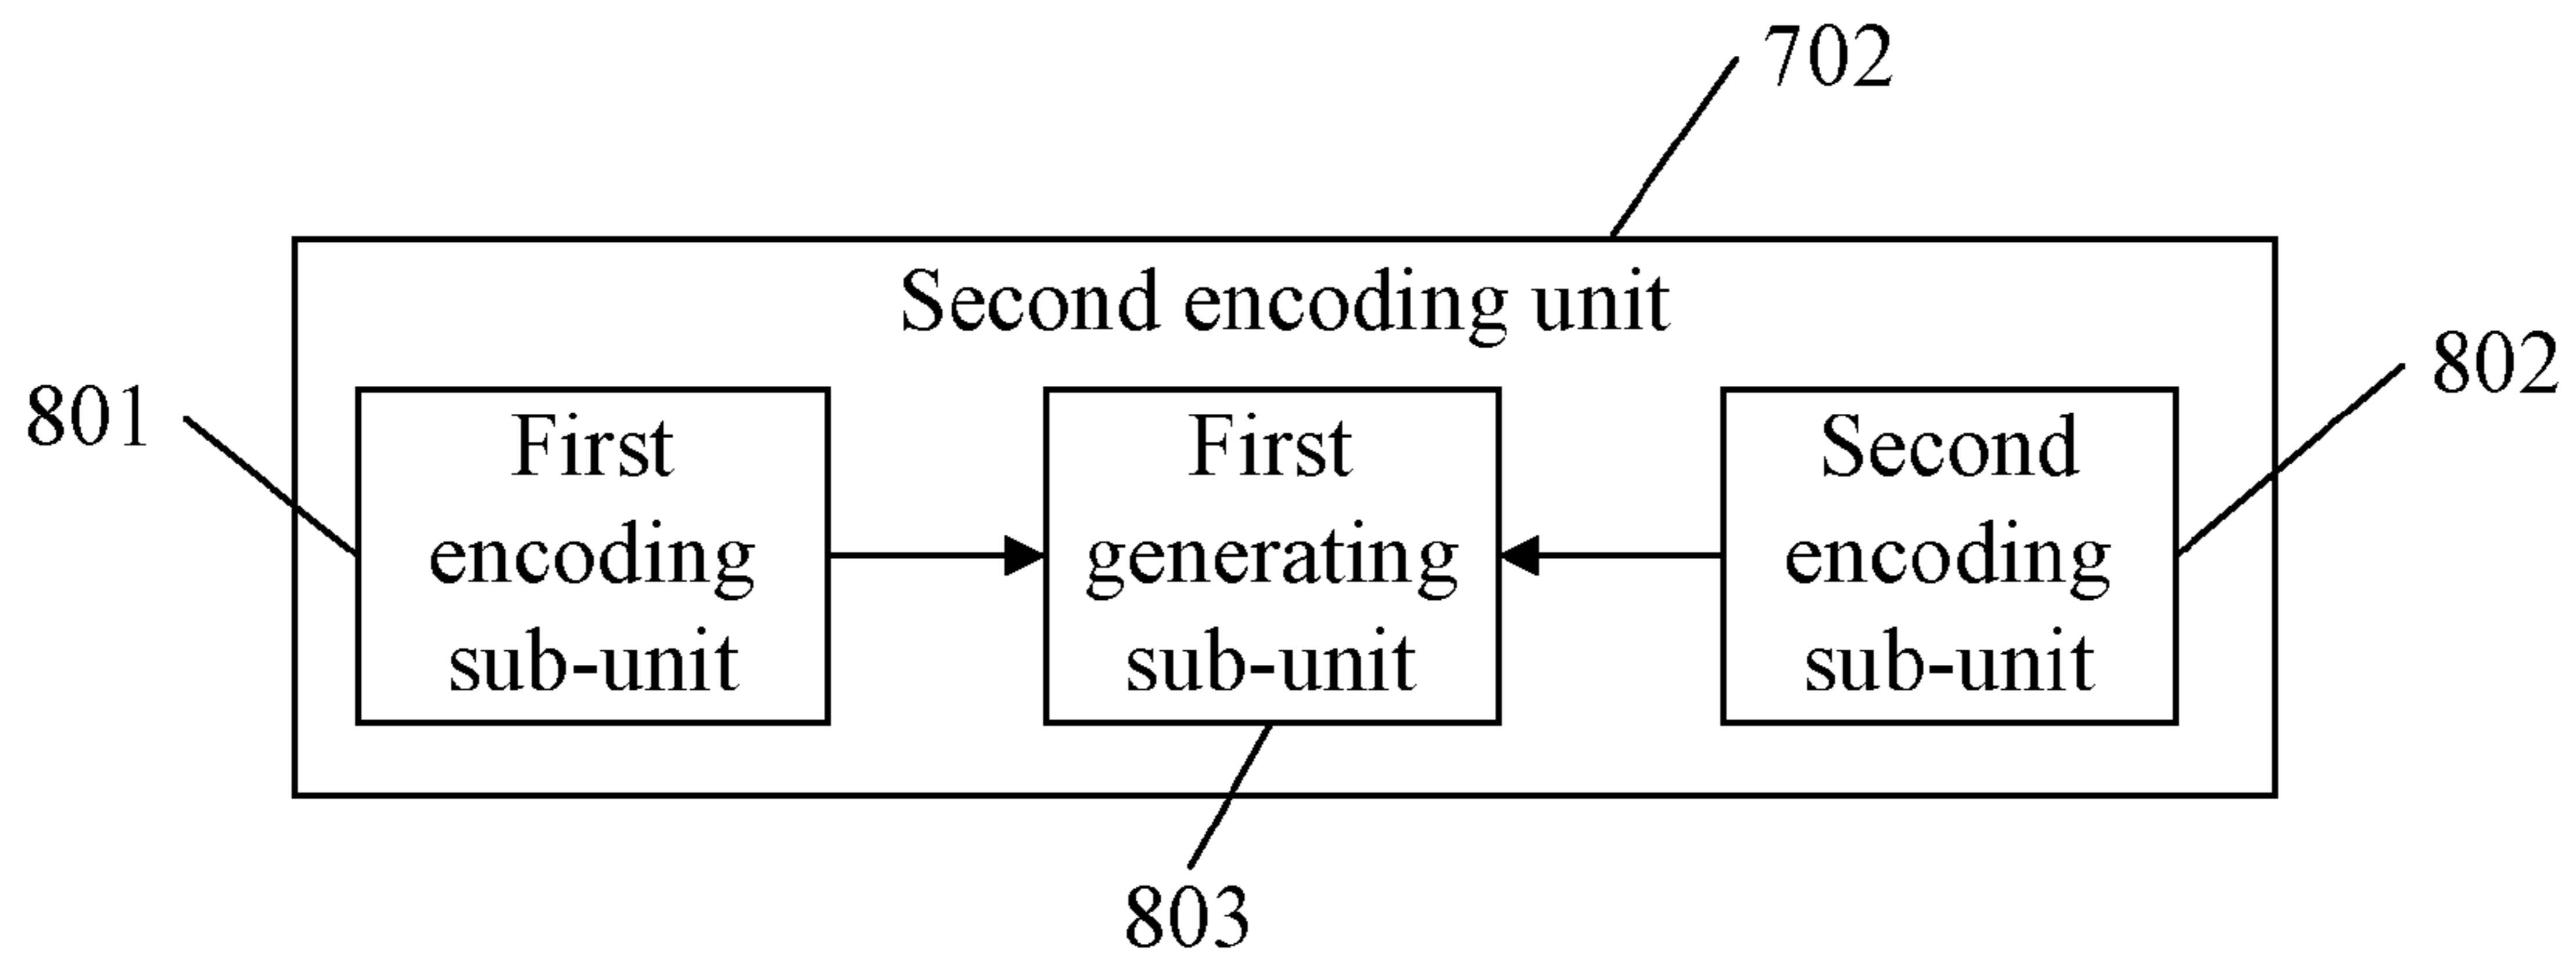 702
Second encoding unit
801
First
encoding
sub-unit
First
generating
sub-unit
Second
encoding
sub-unit
802
803